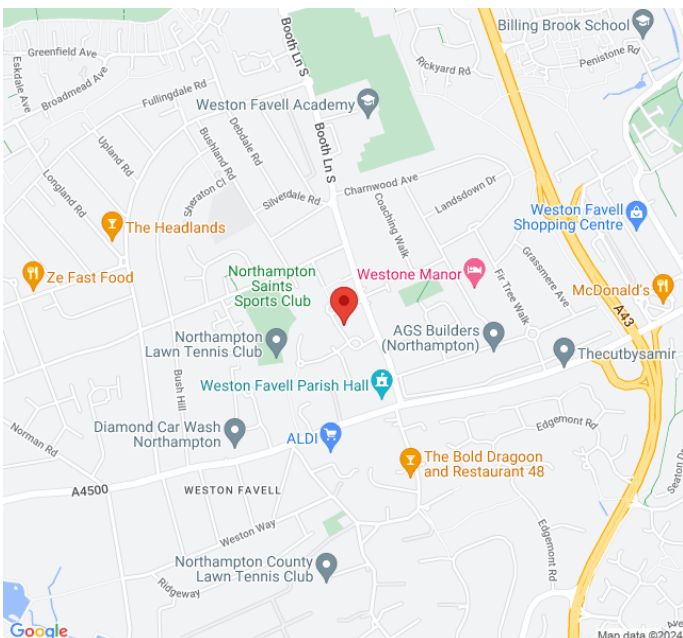 Booth Ln S
Billing Brook School
Penistone Rd
Greenfield Ave
Eskdale Ave
Broadmead Ave
Fullingdale Rd
Rickyard Rd
Weston Favell Academy
Booth Ln S
Debdale Rd
Bushland Rd
Upland Rd
Longland Rd
Sheraton Cl
Silverdale Rd
Charnwood Ave
Landsdown Dr
Coaching Walk
Weston Favell
Shopping Centre
The Headlands
Ze Fast Food
Northampton
Saints
Sports Club
Westone Manor
Fir Tree Walk
Grassmere Ave
McDonald's
A43
Northampton
Lawn Tennis Club
AGS Builders
(Northampton)
Thecutbysamir
Bush Hill
Weston Favell Parish Hall
Norman Rd
Diamond Car Wash
Northampton
ALDI
Edgemont Rd
The Bold Dragoon
and Restaurant 48
Seaton Dr
A4500
WESTON FAVELL
Weston Way
Edgemont Rd
Northampton County
Lawn Tennis Club
Ridgeway
Google
Map data ©2024